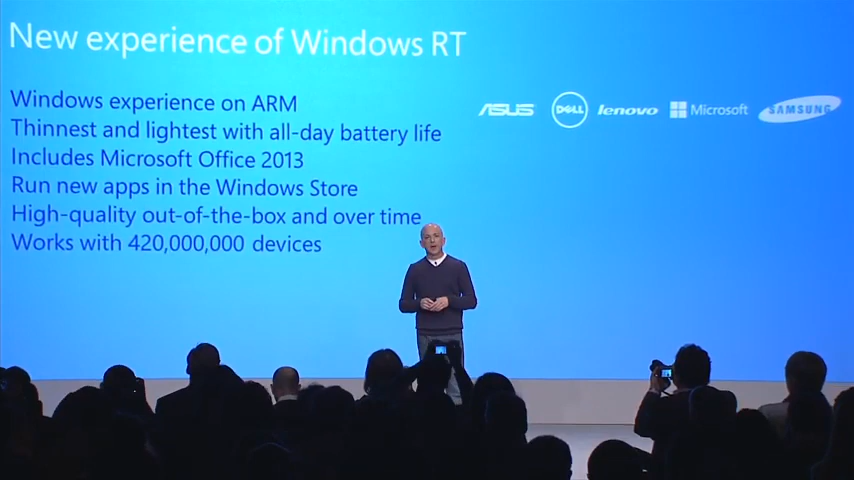 New experience of Windows RT
Windows experience on ARM
Thinnest and lightest with all-day battery life
Includes Microsoft Office 2013
Run new apps in the Windows Store
High-quality out-of-the-box and over time
Works with 420,000,000 devices
ASUS DELL lenovo Microsoft SAMSUNG